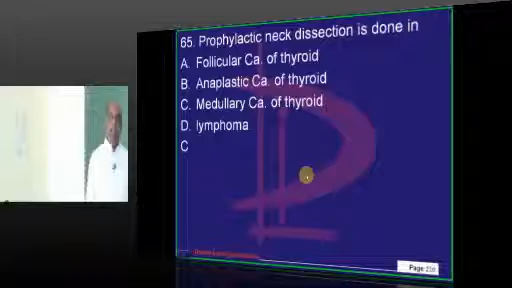 65. Prophylactic neck dissection is done in
A. Follicular Ca. of thyroid
B. Anaplastic Ca. of thyroid
C. Medullary Ca. of thyroid
D. lymphoma
C
Page